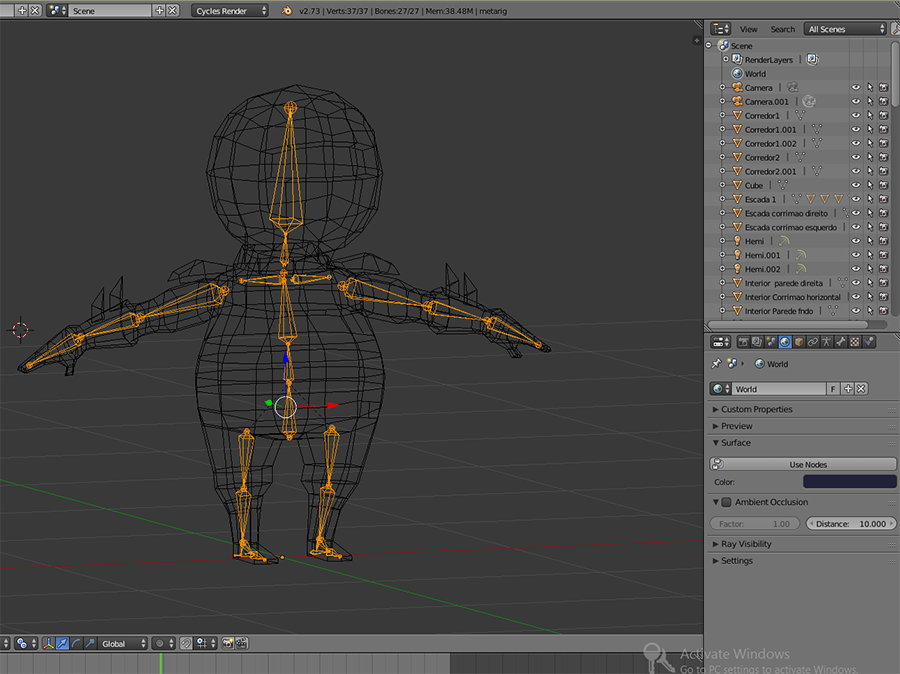 Scene Cycles Render v2.73 | Verts:37/37 | Bones:27/27 | Mem:38.48M | metarig
View Search All Scenes
Scene
RenderLayers |
World
Camera |
Camera.001 |
Corredor1 |
Corredor1.001 |
Corredor1.002 |
Corredor2 |
Corredor2.001 |
Cube |
Escada 1 |
Escada corrimao direito |
Escada corrimao esquerdo
Hemi |
Hemi.001 |
Hemi.002 |
Interior parede direita |
Interior Corrimao horizontal
Interior Parede fndo |
World
World F
Custom Properties
Preview
Surface
Use Nodes
Color:
Ambient Occlusion
Factor: 1.00 Distance: 10.000
Ray Visibility
Settings
Global
Activate Windows
Go to PC settings to activate Windows.